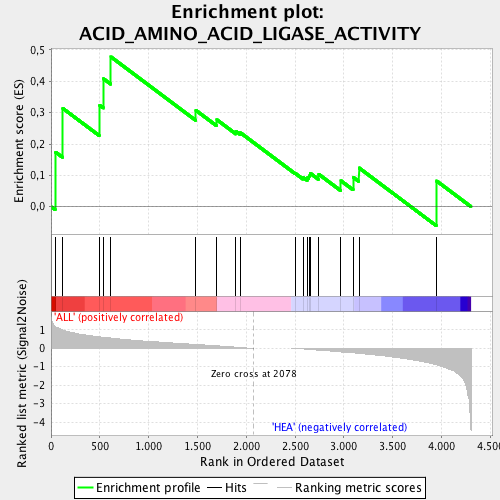 Enrichment plot:
ACID_AMINO_ACID_LIGASE_ACTIVITY
Enrichment score (ES)
0,5
0,4
0,3
0,2
0,1
0,0
'ALL' (positively correlated)
Ranked list metric (Signal2Noise)
1
0
-1
-2
-3
-4
Zero cross at 2078
'HEA' (negatively correlated)
0
500
1.000
1.500
2.000
2.500
3.000
3.500
4.000
4.500
Rank in Ordered Dataset
Enrichment profile
Hits
Ranking metric scores